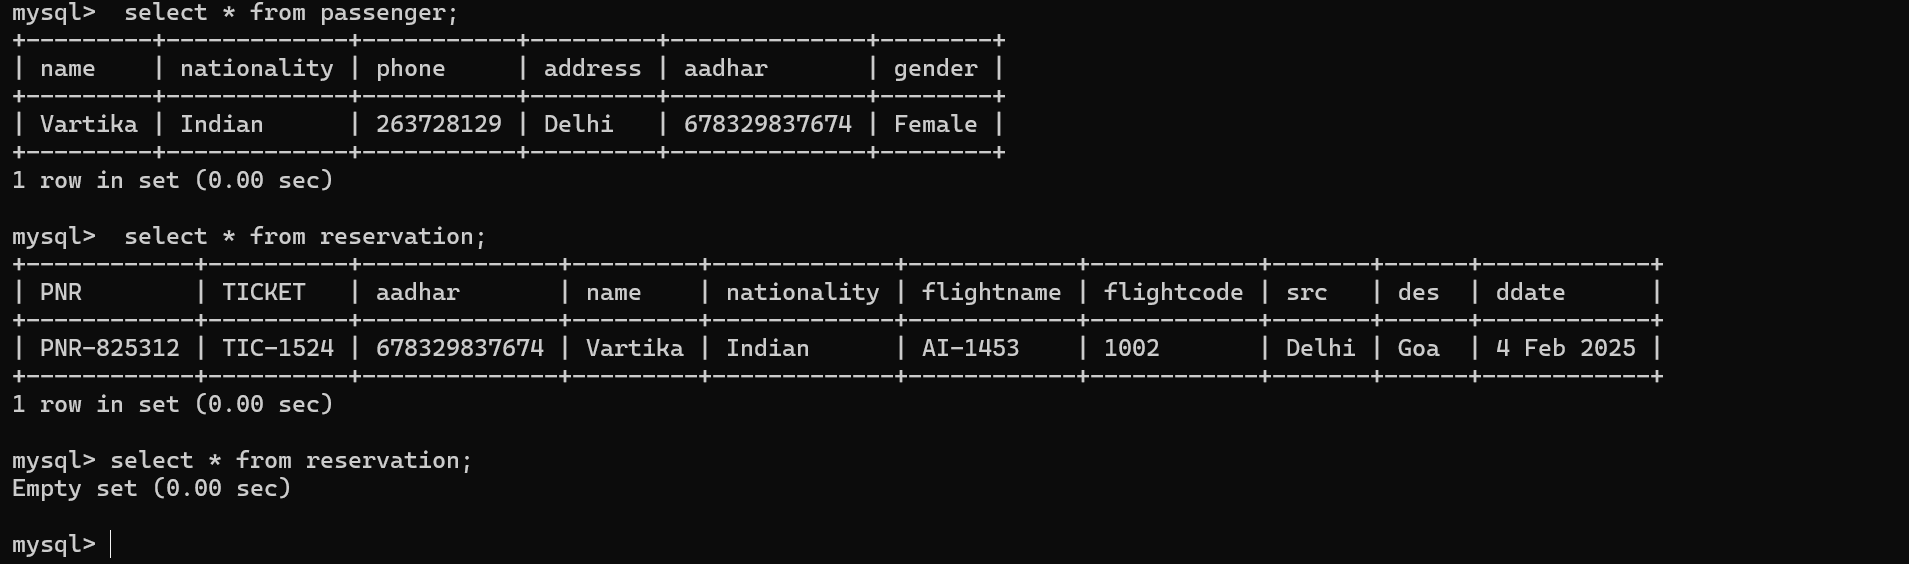 mysql>  select * from passenger;
+---------+-------------+-----------+---------+--------------+--------+
| name    | nationality | phone     | address | aadhar       | gender |
+---------+-------------+-----------+---------+--------------+--------+
| Vartika | Indian      | 263728129 | Delhi   | 678329837674 | Female |
+---------+-------------+-----------+---------+--------------+--------+
1 row in set (0.00 sec)

mysql>  select * from reservation;
+------------+----------+--------------+---------+-------------+------------+------------+-------+------+------------+
| PNR        | TICKET   | aadhar       | name    | nationality | flightname | flightcode | src   | des  | ddate      |
+------------+----------+--------------+---------+-------------+------------+------------+-------+------+------------+
| PNR-825312 | TIC-1524 | 678329837674 | Vartika | Indian      | AI-1453    | 1002       | Delhi | Goa  | 4 Feb 2025 |
+------------+----------+--------------+---------+-------------+------------+------------+-------+------+------------+
1 row in set (0.00 sec)

mysql> select * from reservation;
Empty set (0.00 sec)

mysql>